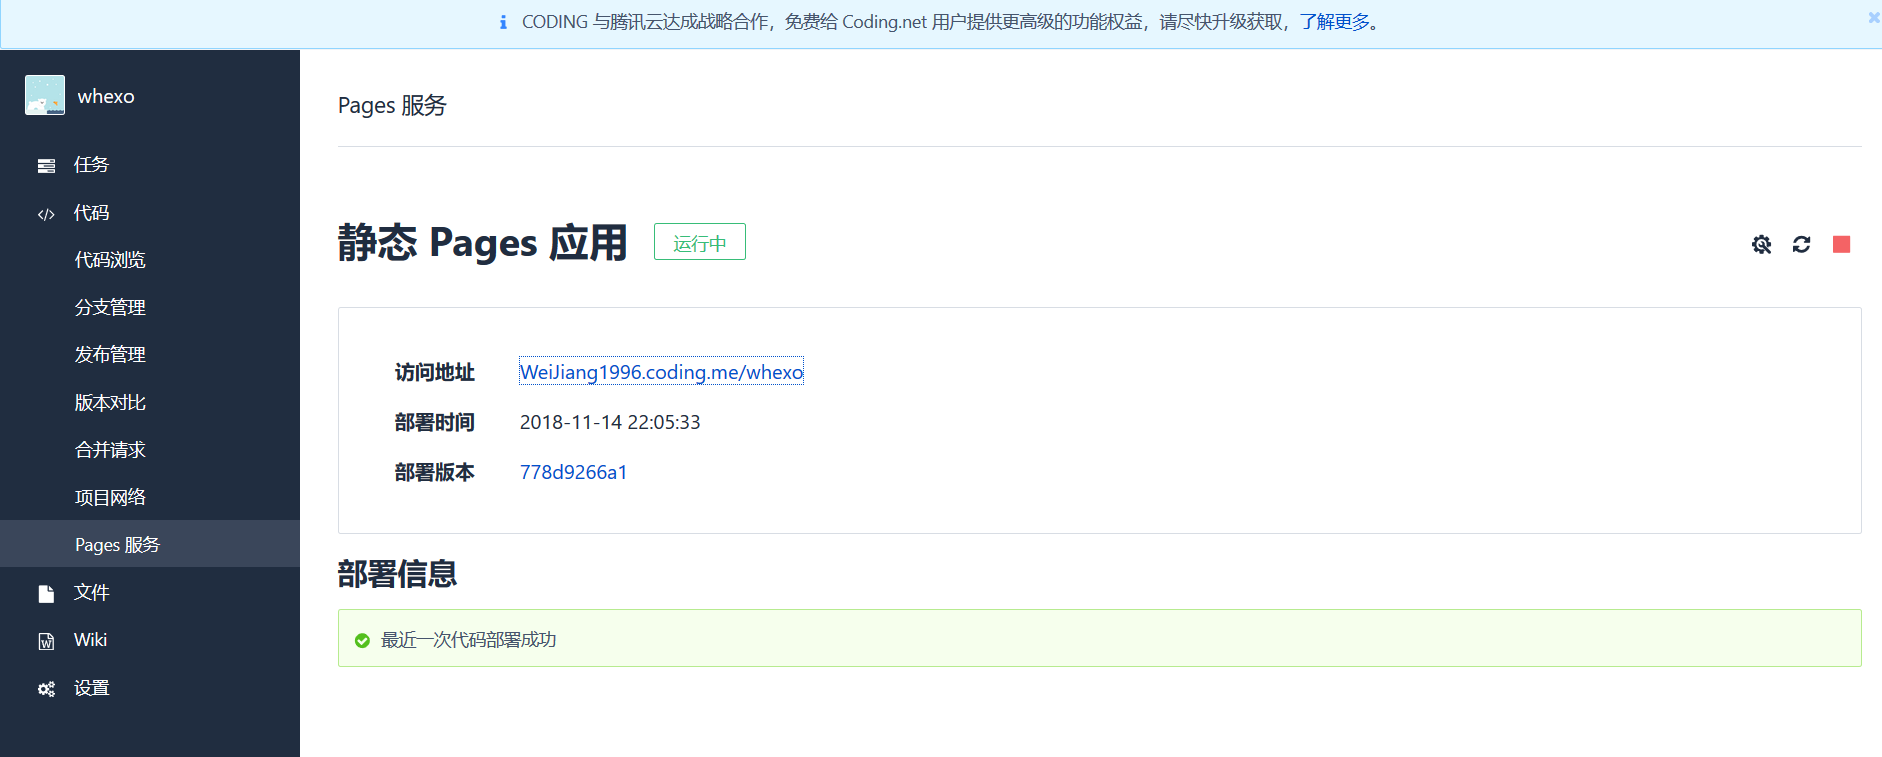 CODING 与腾讯云达成战略合作，免费给 Coding.net 用户提供更高级的功能权益，请尽快升级获取，了解更多。
whexo
任务
代码
代码浏览
分支管理
发布管理
版本对比
合并请求
项目网络
Pages 服务
文件
Wiki
设置
Pages 服务
静态 Pages 应用 运行中
访问地址 WeiJiang1996.coding.me/whexo
部署时间 2018-11-14 22:05:33
部署版本 778d9266a1
部署信息
最近一次代码部署成功